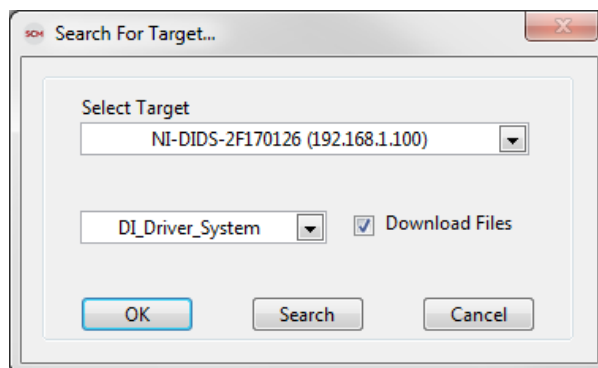 SCM Search For Target...
Select Target
NI-DIDS-2F170126 (192.168.1.100)
DI_Driver_System Download Files
OK Search Cancel